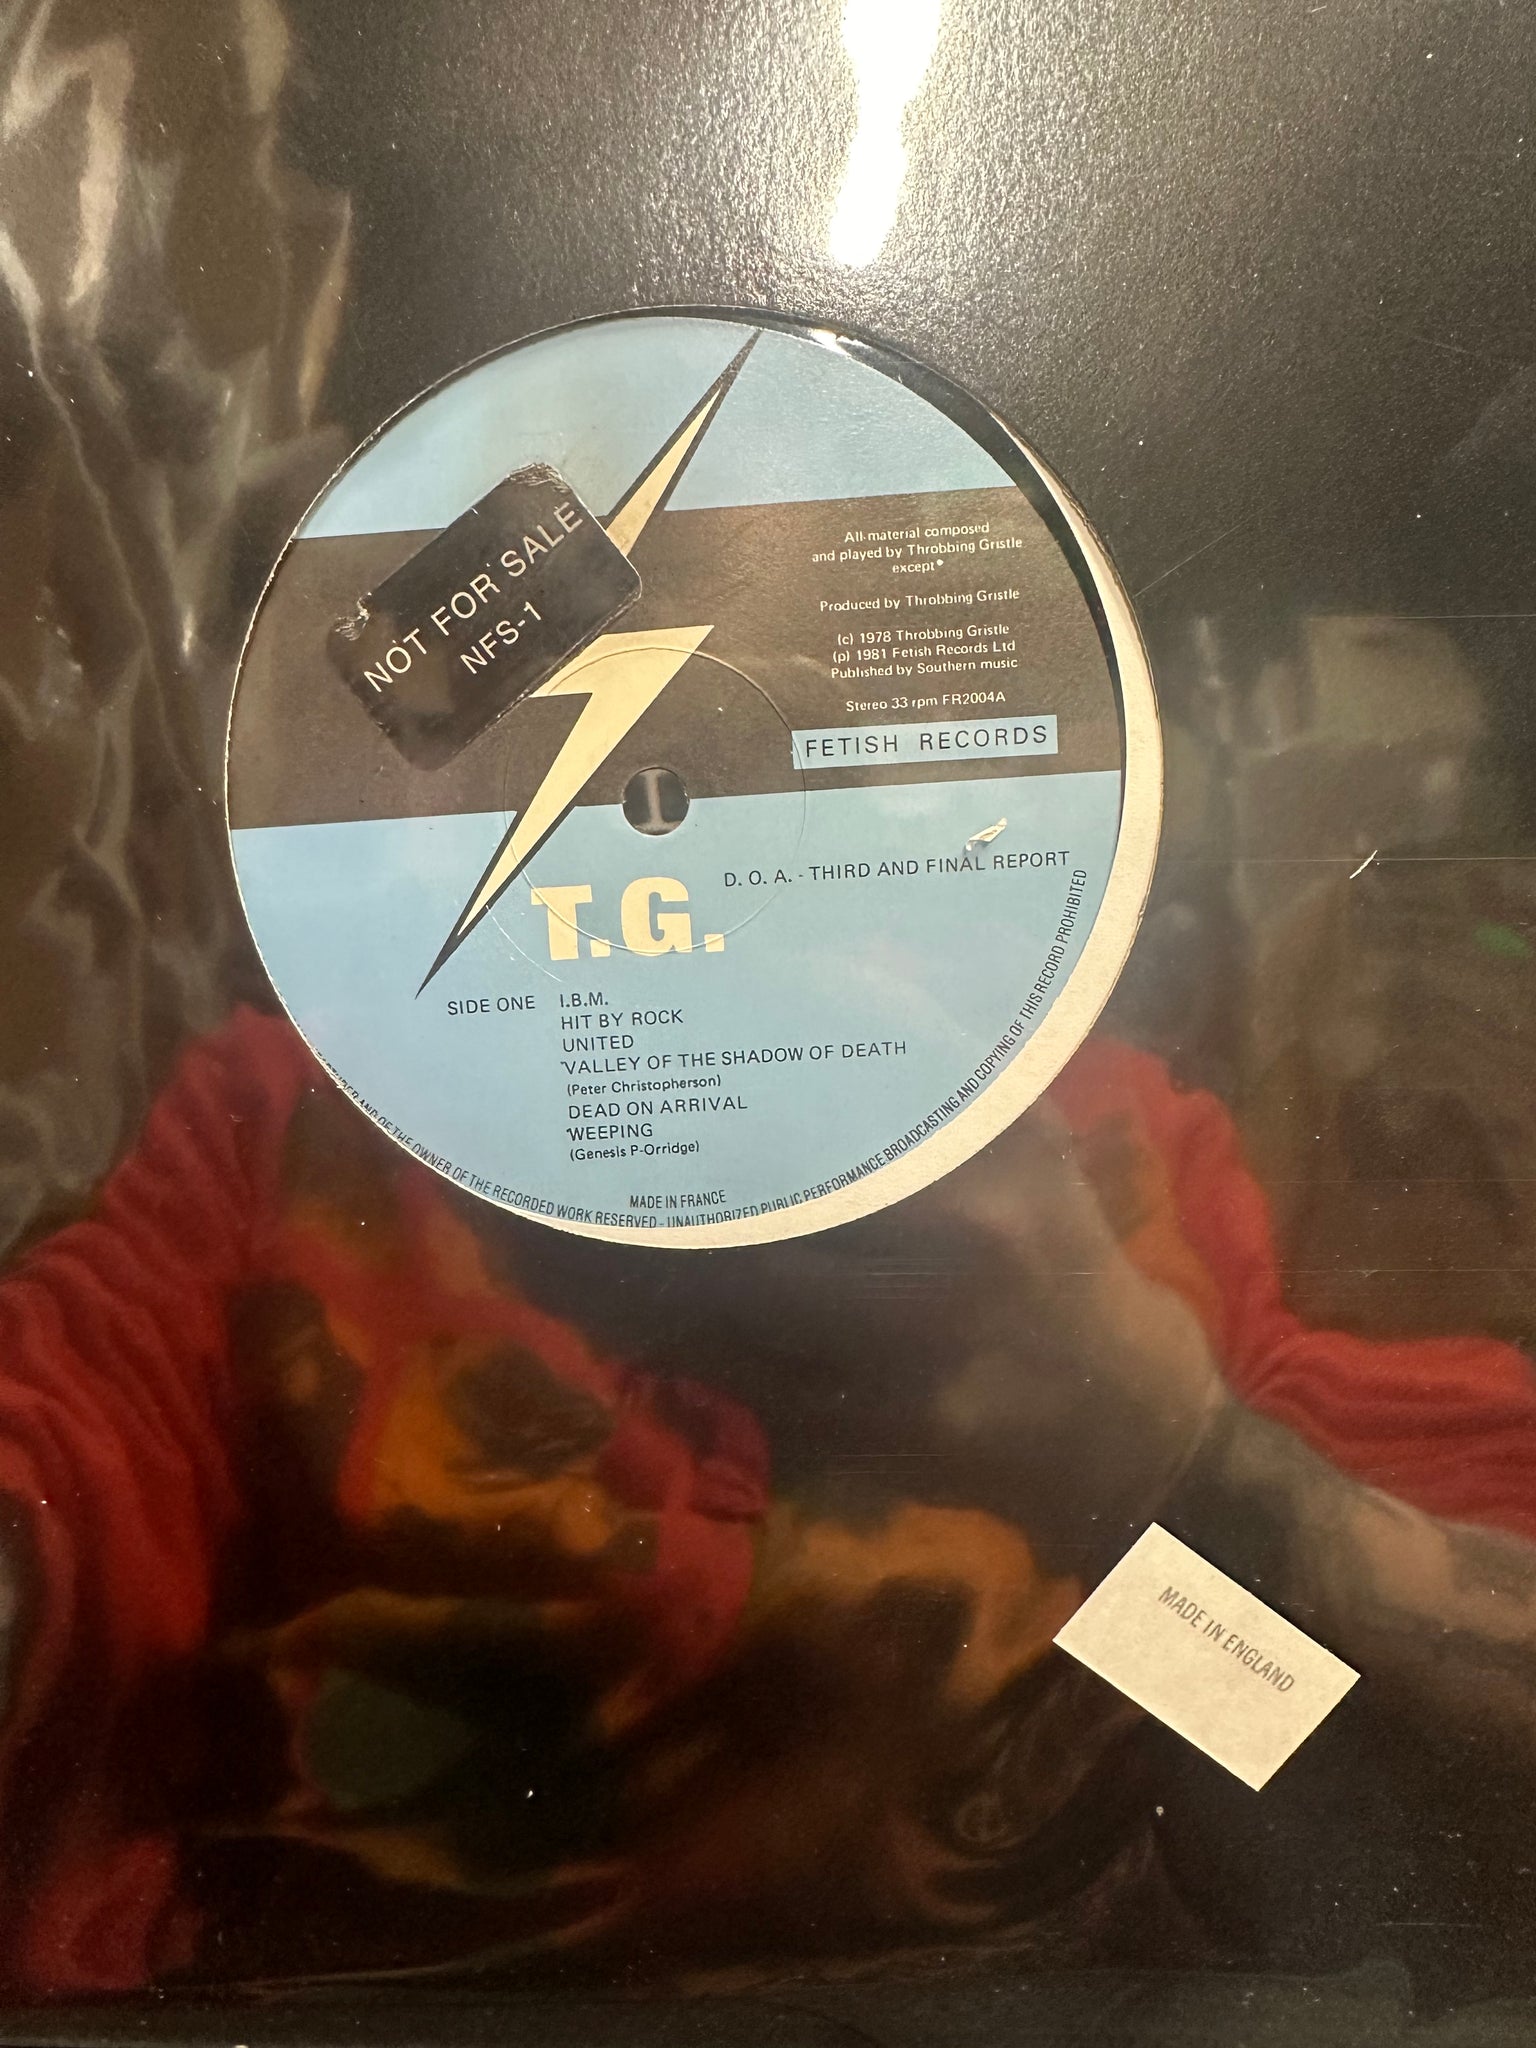 NOT FOR SALE
NFS-1
All material composed
and played by Throbbing Gristle
except*
Produced by Throbbing Gristle
(c) 1978 Throbbing Gristle
(p) 1981 Fetish Records Ltd
Published by Southern music
Stereo 33 rpm FR2004A
FETISH RECORDS
D. O. A. - THIRD AND FINAL REPORT
T.G.
SIDE ONE I.B.M.
HIT BY ROCK
UNITED
*VALLEY OF THE SHADOW OF DEATH
(Peter Christopherson)
DEAD ON ARRIVAL
*WEEPING
(Genesis P-Orridge)
MADE IN FRANCE
AND OF THE OWNER OF THE RECORDED WORK RESERVED - UNAUTHORIZED PUBLIC PERFORMANCE BROADCASTING AND COPYING OF THIS RECORD PROHIBITED
MADE IN ENGLAND